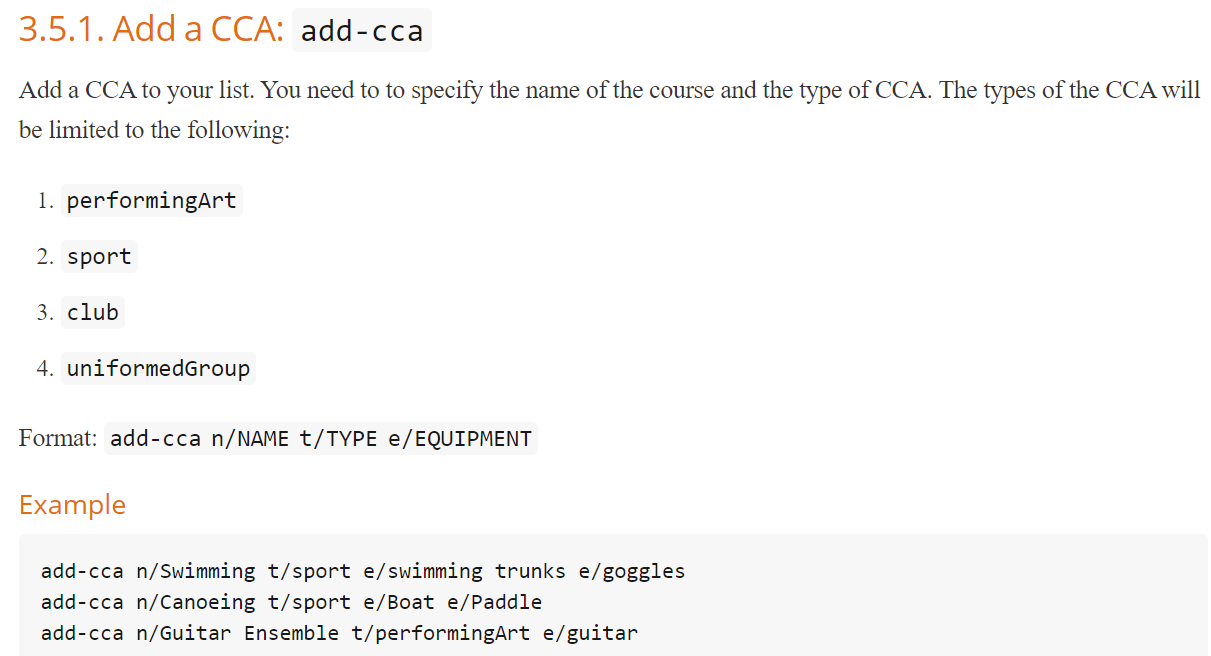 3.5.1. Add a CCA: add-cca
Add a CCA to your list. You need to to specify the name of the course and the type of CCA. The types of the CCA will
be limited to the following:
1. performingArt
2. sport
3. club
4. uniformedGroup
Format: add-cca n/NAME t/TYPE e/EQUIPMENT
Example
add-cca n/Swimming t/sport e/swimming trunks e/goggles
add-cca n/Canoeing t/sport e/Boat e/Paddle
add-cca n/Guitar Ensemble t/performingArt e/guitar